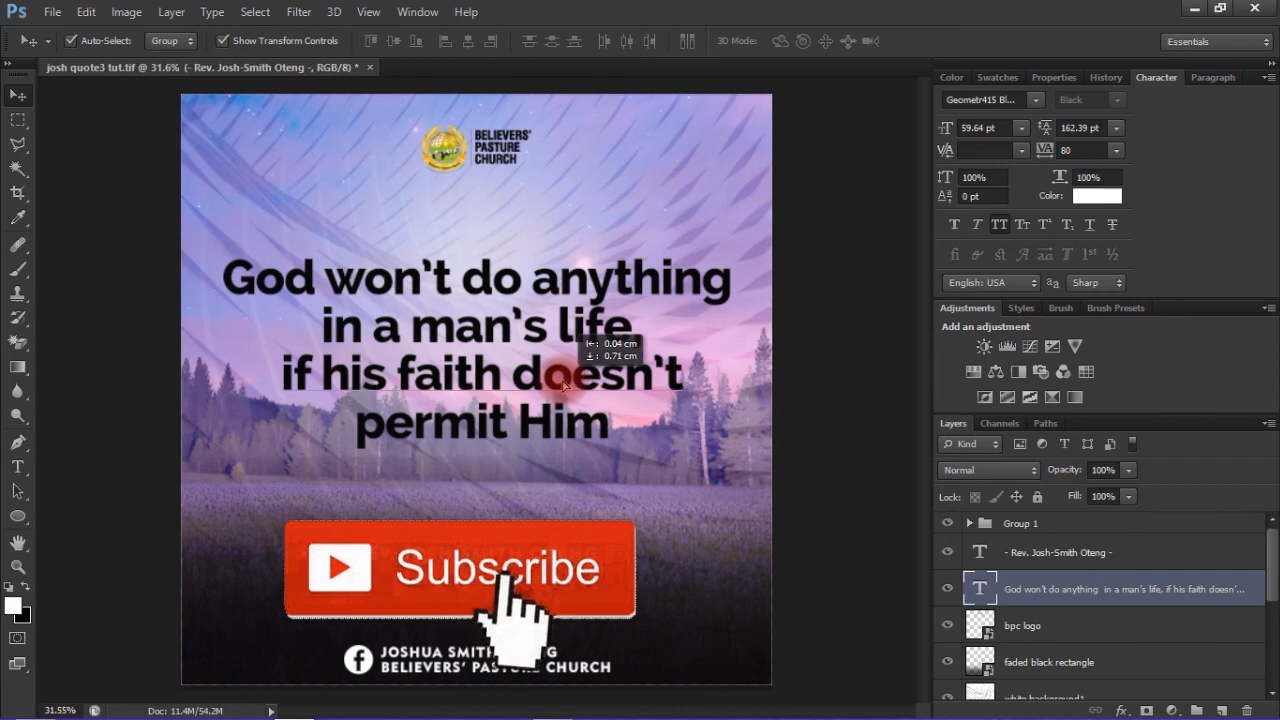 Ps File Edit Image Layer Type Select Filter 3D View Window Help
Auto-Select: Group Show Transform Controls 3D Mode: Essentials
josh quote3 tut.tif @ 31.6% (- Rev. Josh-Smith Oteng -, RGB/8) * ×
Color Swatches Properties History Character Paragraph
Geometr415 Bl... Black
59.64 pt 162.39 pt
80
100% 100%
0 pt Color:
English: USA Sharp
Adjustments Styles Brush Brush Presets
Add an adjustment
Layers Channels Paths
Kind
Normal Opacity: 100%
Lock: Fill: 100%
Group 1
- Rev. Josh-Smith Oteng -
God won't do anything in a man's life, if his faith doesn'...
bpc logo
faded black rectangle
white background1
BELIEVERS'
PASTURE
CHURCH
God won't do anything
in a man's life
if his faith doesn't
permit Him
0.04 cm
0.71 cm
Subscribe
JOSHUA G
BELIEVERS' CHURCH
31.55% Doc: 11.4M/54.2M